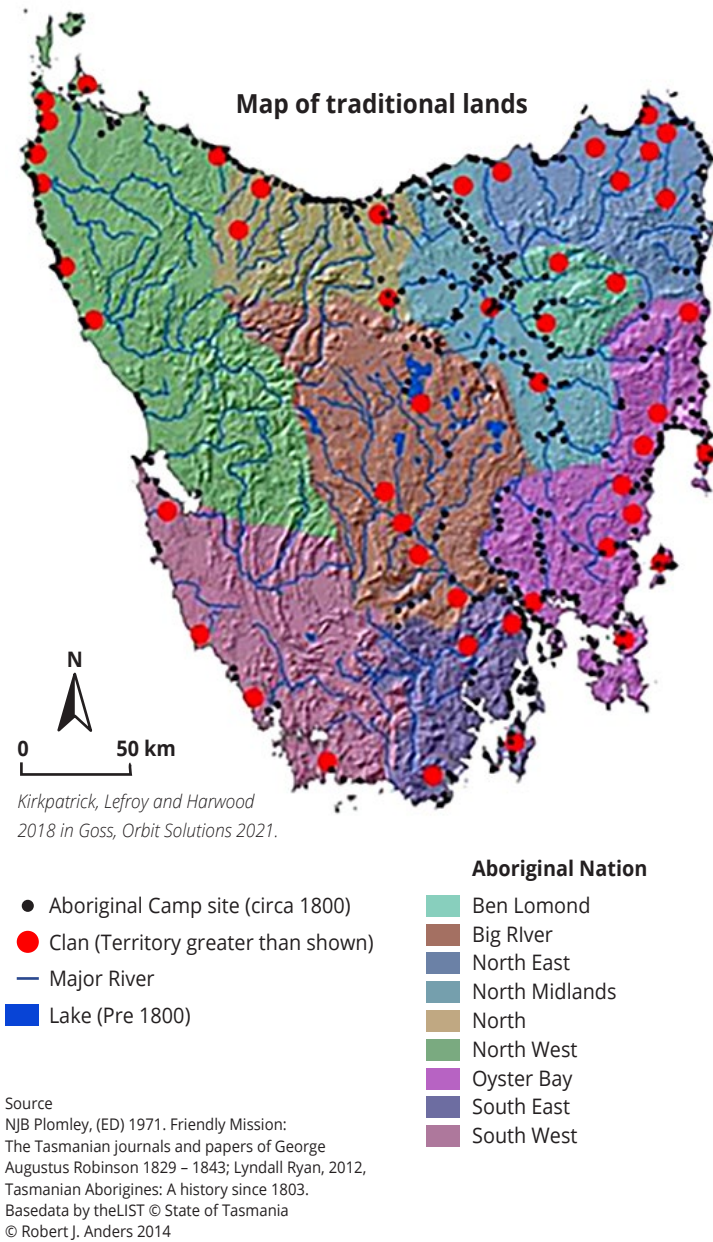 Map of traditional lands
N
0 50 km
Kirkpatrick, Lefroy and Harwood
2018 in Goss, Orbit Solutions 2021.
Aboriginal Camp site (circa 1800)
Clan (Territory greater than shown)
Major River
Lake (Pre 1800)
Aboriginal Nation
Ben Lomond
Big RIver
North East
North Midlands
North
North West
Oyster Bay
South East
South West
Source
NJB Plomley, (ED) 1971. Friendly Mission:
The Tasmanian journals and papers of George
Augustus Robinson 1829 – 1843; Lyndall Ryan, 2012,
Tasmanian Aborigines: A history since 1803.
Basedata by theLIST © State of Tasmania
© Robert J. Anders 2014